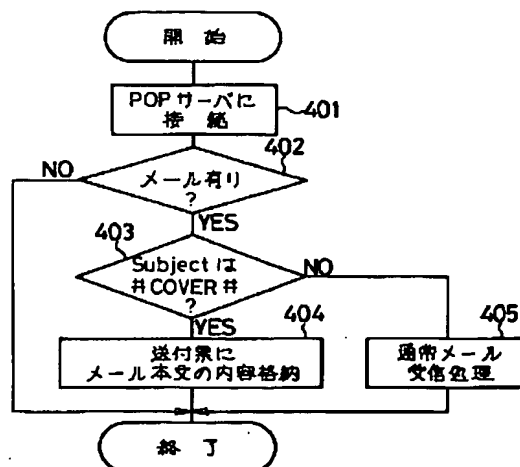 開始
POPサーバに
接続
401
402
NO
メール有り
?
YES
403
Subjectは
#COVER#
?
NO
YES
404
405
送付票に
メール本文の内容格納
通常メール
受信処理
終了